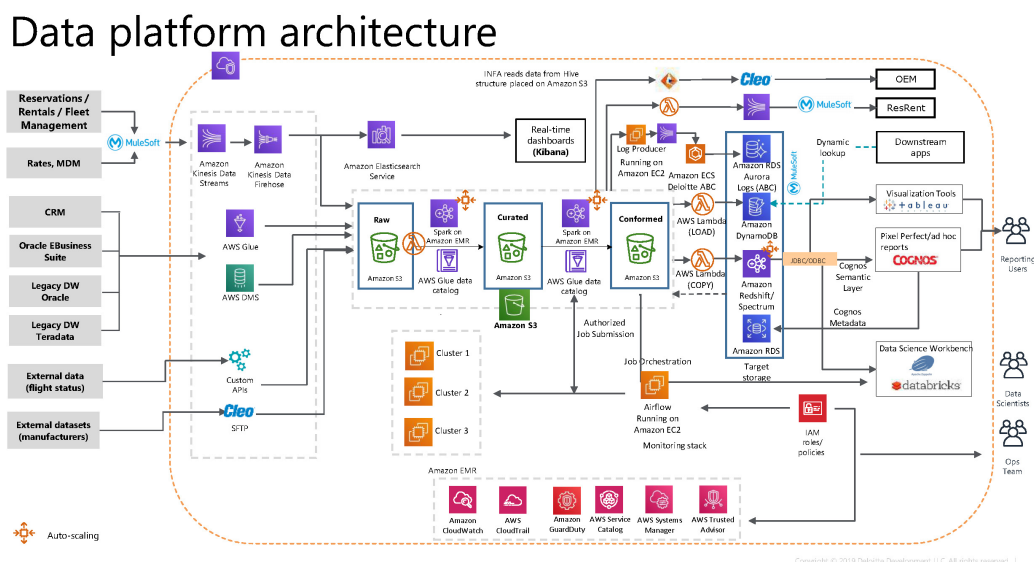 Data platform architecture
Reservations /
Rentals / Fleet
Management
Rates, MDM
CRM
Oracle EBusiness
Suite
Legacy DW
Oracle
Legacy DW
Teradata
External data
(flight status)
External datasets
(manufacturers)
MuleSoft
Amazon
Kinesis Data
Streams
Amazon
Kinesis Data
Firehose
AWS Glue
AWS DMS
Custom
APIs
Cleo
SFTP
Amazon Elasticsearch
Service
Real-time
dashboards
(Kibana)
INFA reads data from Hive
structure placed on Amazon S3
Cleo
OEM
MuleSoft
ResRent
Log Producer
Running on
Amazon EC2
Amazon ECS
Deloitte ABC
Amazon RDS
Aurora
Logs (ABC)
MuleSoft
Dynamic
lookup
Downstream
apps
Raw
Amazon S3
Spark on
Amazon EMR
AWS Glue data
catalog
Curated
Amazon S3
Spark on
Amazon EMR
AWS Glue data
catalog
Conformed
Amazon S3
Amazon S3
AWS Lambda
(LOAD)
AWS Lambda
(COPY)
Amazon
DynamoDB
Amazon
Redshift/
Spectrum
Amazon RDS
Target
storage
JDBC/ODBC
Visualization Tools
+ableau
Pixel Perfect/ad hoc
reports
COGNOS
Cognos
Semantic
Layer
Cognos
Metadata
Data Science Workbench
databricks
Reporting
Users
Data
Scientists
Ops
Team
Authorized
Job Submission
Job Orchestration
Cluster 1
Cluster 2
Cluster 3
Amazon EMR
Airflow
Running on
Amazon EC2
Monitoring stack
IAM
roles/
policies
Amazon
CloudWatch
AWS
CloudTrail
Amazon
GuardDuty
AWS Service
Catalog
AWS Systems
Manager
AWS Trusted
Advisor
Auto-scaling
Copyright © 2019 Deloitte Development LLC. All rights reserved.